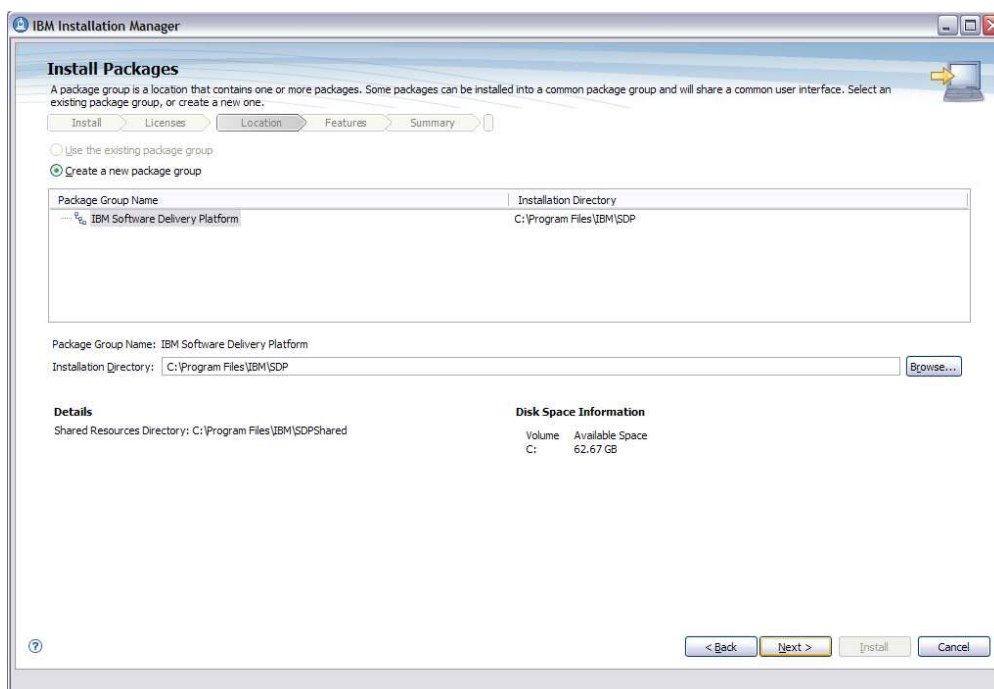 IBM Installation Manager
Install Packages
A package group is a location that contains one or more packages. Some packages can be installed into a common package group and will share a common user interface. Select an
existing package group, or create a new one.
Install Licenses Location Features Summary
Use the existing package group
Create a new package group
Package Group Name Installation Directory
IBM Software Delivery Platform C:\Program Files\IBM\SDP
Package Group Name: IBM Software Delivery Platform
Installation Directory: C:\Program Files\IBM\SDP Browse...
Details Disk Space Information
Shared Resources Directory: C:\Program Files\IBM\SDPShared
Volume Available Space
C: 62.67 GB
? < Back Next > Install Cancel